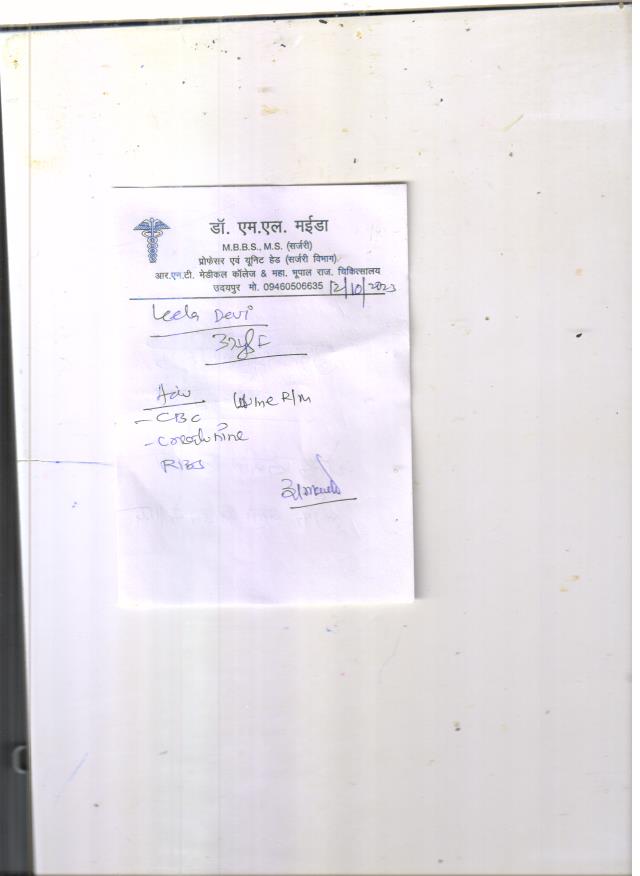 डॉ. एम.एल. मईडा
M.B.B.S., M.S. (सर्जरी)
प्रोफेसर एवं यूनिट हेड (सर्जरी विभाग)
आर.एन.टी. मेडीकल कॉलेज & महा. भूपाल राज. चिकित्सालय
उदयपुर मो. 09460506635 12/10/2023
Leela Devi
Adv Urine R/M
- CBC
- Creatinine
RBS